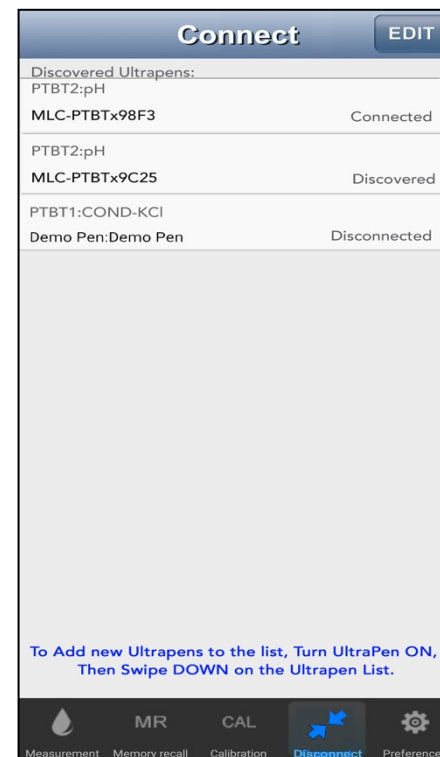 Connect
EDIT
Discovered Ultrapens:
PTBT2:pH
MLC-PTBTx98F3 Connected
PTBT2:pH
MLC-PTBTx9C25 Discovered
PTBT1:COND-KCl
Demo Pen:Demo Pen Disconnected
To Add new Ultrapens to the list, Turn UltraPen ON,
Then Swipe DOWN on the Ultrapen List.
MR CAL
Measurement Memory recall Calibration Disconnect Preference